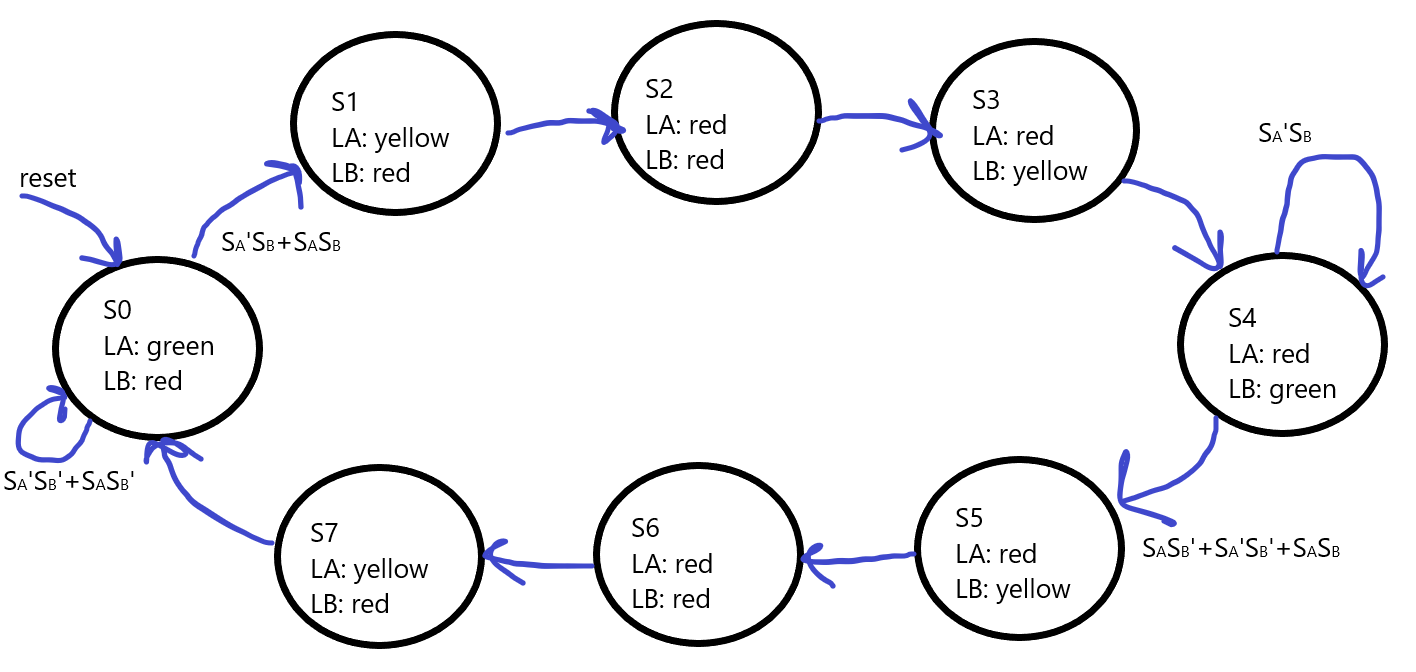 S1
LA: yellow
LB: red
S2
LA: red
LB: red
S3
LA: red
LB: yellow
SA'SB
reset
SA'SB+SASB
S0
LA: green
LB: red
S4
LA: red
LB: green
SA'SB'+SASB'
S7
LA: yellow
LB: red
S6
LA: red
LB: red
S5
LA: red
LB: yellow
SASB'+SA'SB'+SASB